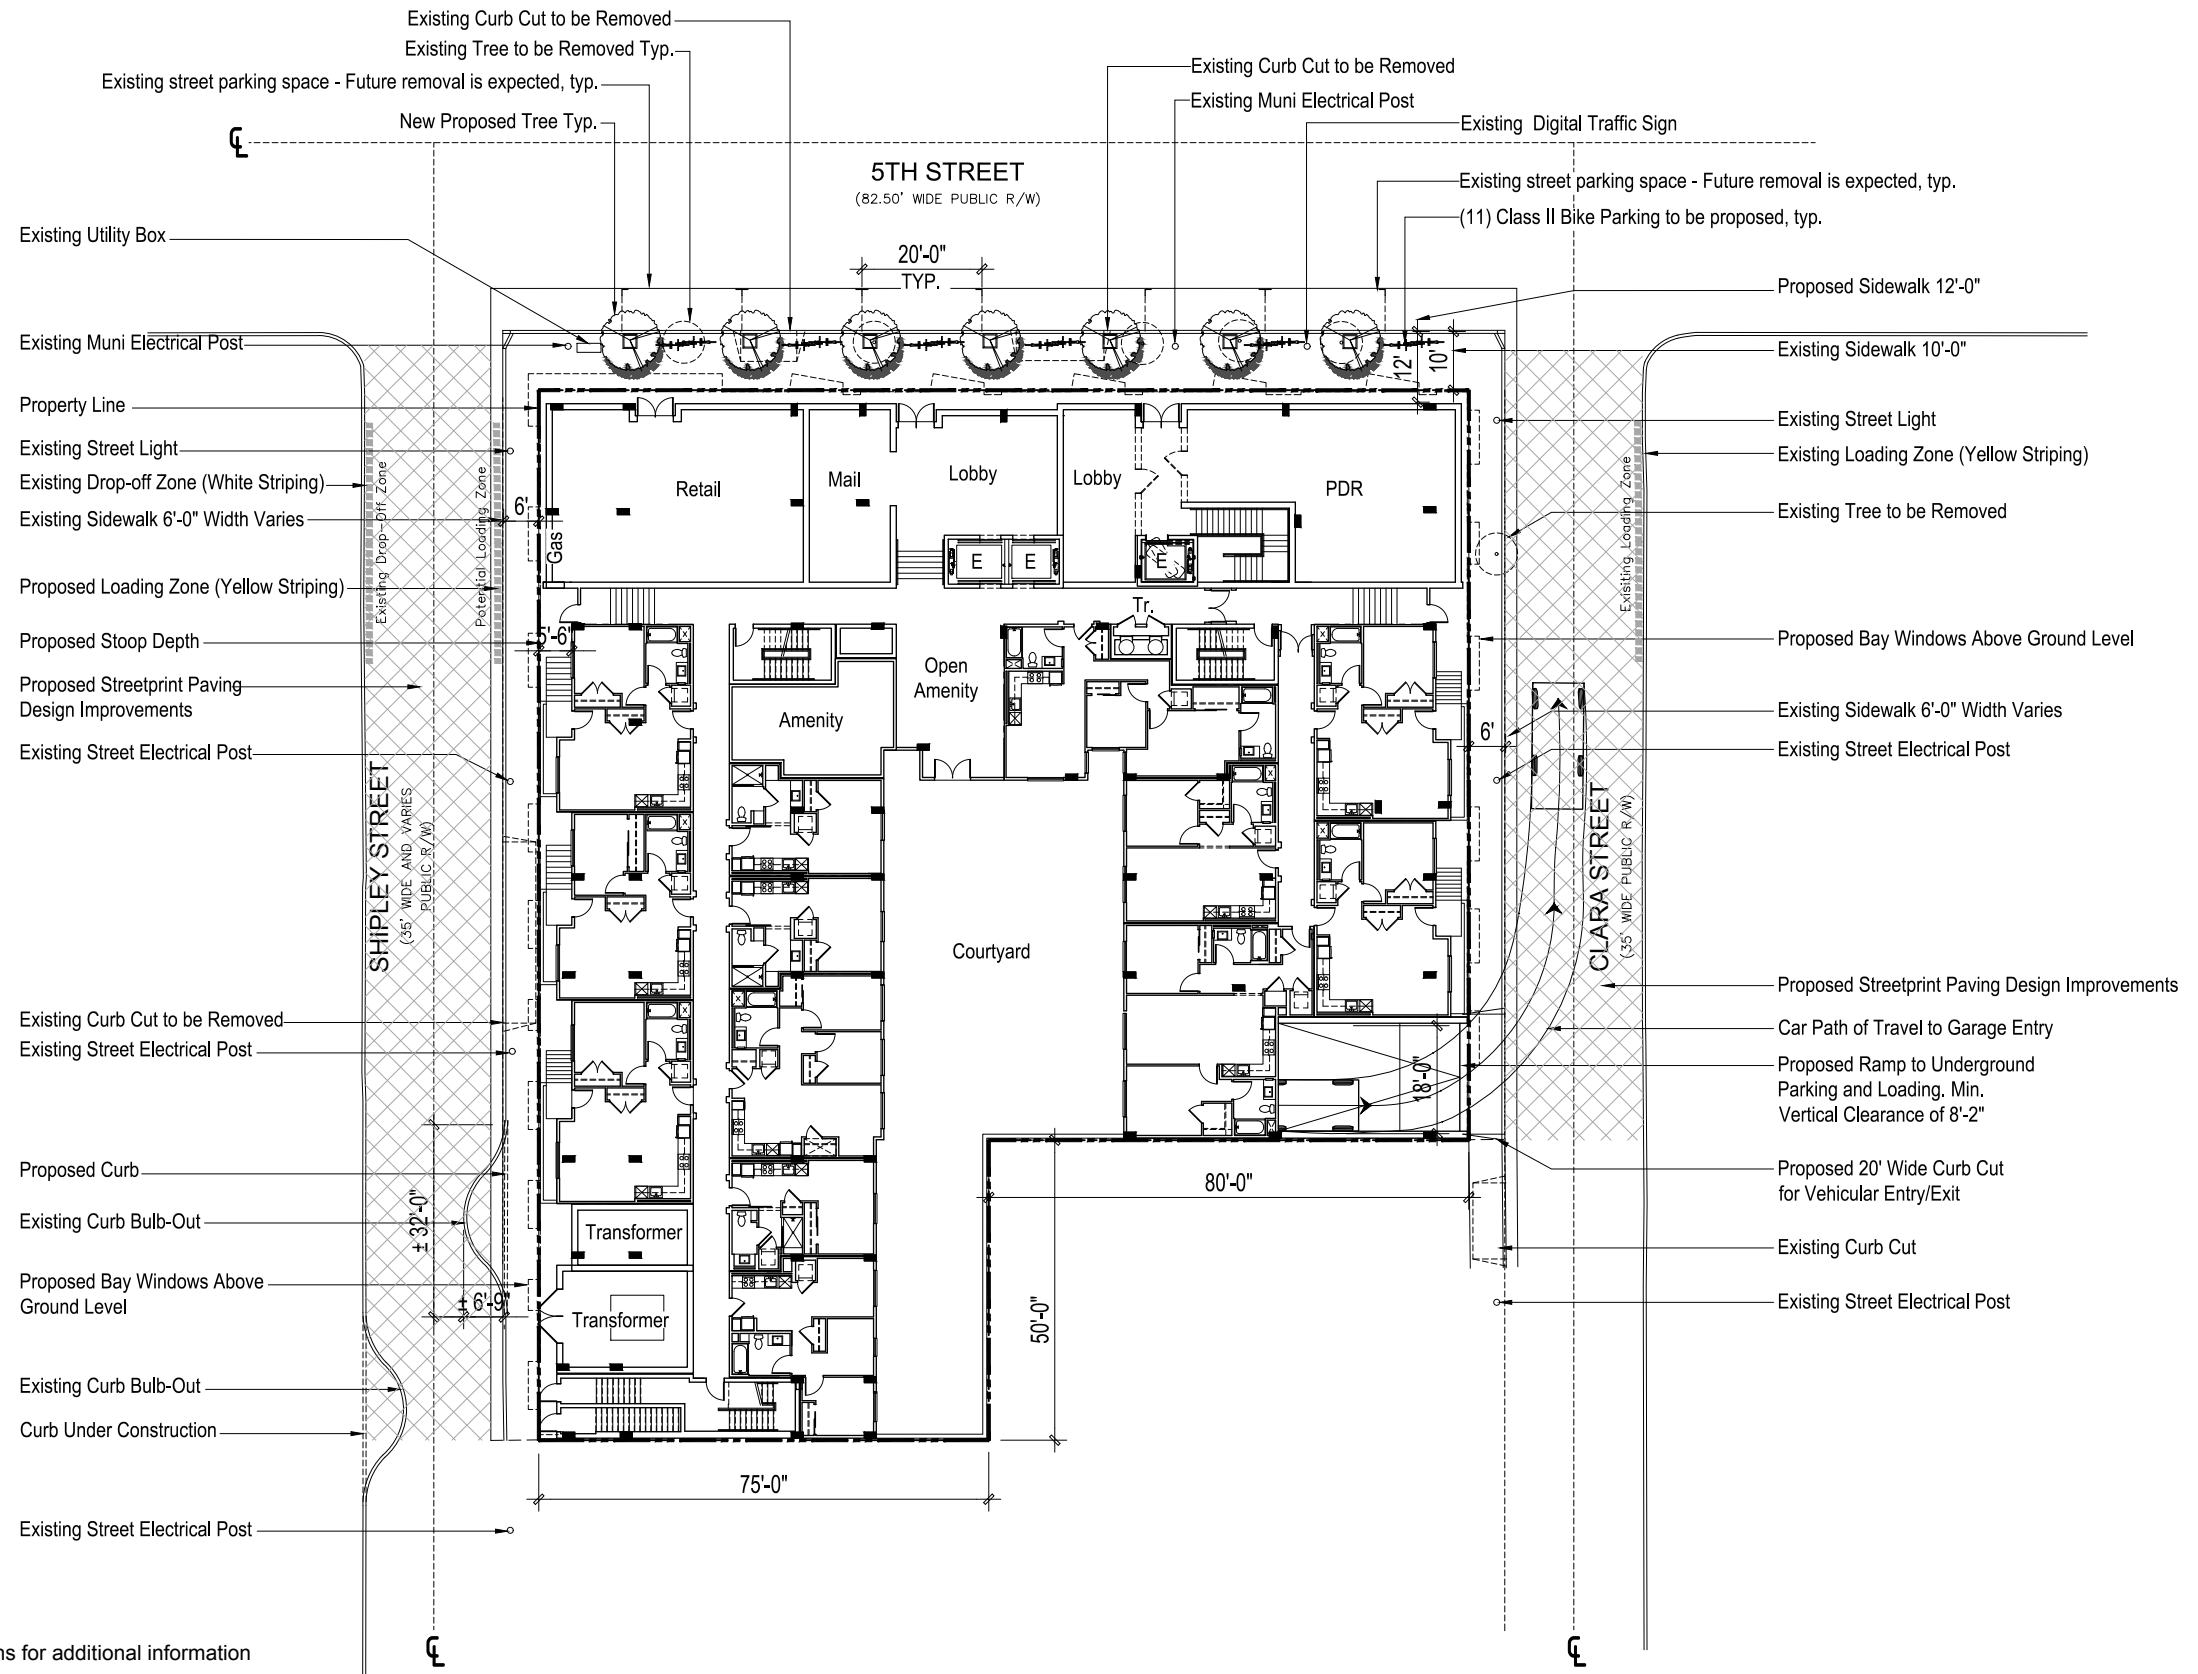 Existing Curb Cut to be Removed
Existing Tree to be Removed Typ.
Existing street parking space - Future removal is expected, typ.
New Proposed Tree Typ.
Existing Curb Cut to be Removed
Existing Muni Electrical Post
Existing Digital Traffic Sign
Existing street parking space - Future removal is expected, typ.
(11) Class II Bike Parking to be proposed, typ.
℄
5TH STREET
(82.50' WIDE PUBLIC R/W)
20'-0"
TYP.
Existing Utility Box
Existing Muni Electrical Post
Property Line
Existing Street Light
Existing Drop-off Zone (White Striping)
Existing Sidewalk 6'-0" Width Varies
Proposed Loading Zone (Yellow Striping)
Proposed Stoop Depth
Proposed Streetprint Paving
Design Improvements
Existing Street Electrical Post
Existing Curb Cut to be Removed
Existing Street Electrical Post
Proposed Curb
Existing Curb Bulb-Out
Proposed Bay Windows Above
Ground Level
Existing Curb Bulb-Out
Curb Under Construction
Existing Street Electrical Post
Existing Drop-Off Zone
Potential Loading Zone
SHIPLEY STREET
(35' WIDE AND VARIES
PUBLIC R/W)
6'
5'-6"
± 32'-0"
± 6'-9"
Gas
Retail
Mail
Lobby
Lobby
PDR
E
E
E
Tr.
Open
Amenity
Amenity
Courtyard
Transformer
Transformer
12'
10'
6'
18'-0"
80'-0"
50'-0"
75'-0"
Exisiting Loading Zone
CLARA STREET
(35' WIDE PUBLIC R/W)
Proposed Sidewalk 12'-0"
Existing Sidewalk 10'-0"
Existing Street Light
Existing Loading Zone (Yellow Striping)
Existing Tree to be Removed
Proposed Bay Windows Above Ground Level
Existing Sidewalk 6'-0" Width Varies
Existing Street Electrical Post
Proposed Streetprint Paving Design Improvements
Car Path of Travel to Garage Entry
Proposed Ramp to Underground
Parking and Loading. Min.
Vertical Clearance of 8'-2"
Proposed 20' Wide Curb Cut
for Vehicular Entry/Exit
Existing Curb Cut
Existing Street Electrical Post
℄
℄
for additional information